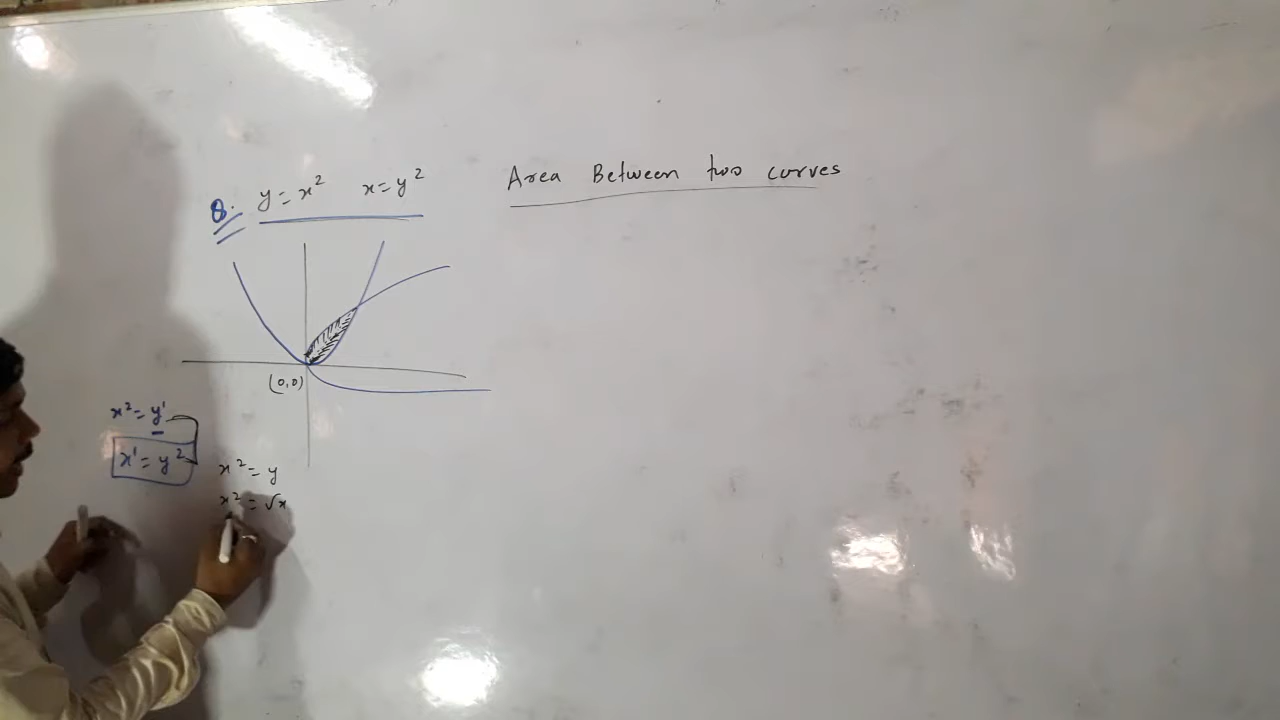 Area Between two curves
Q. y = x² x = y²
(0,0)
x² = y'
x' = y²
x² = y
x² = √x